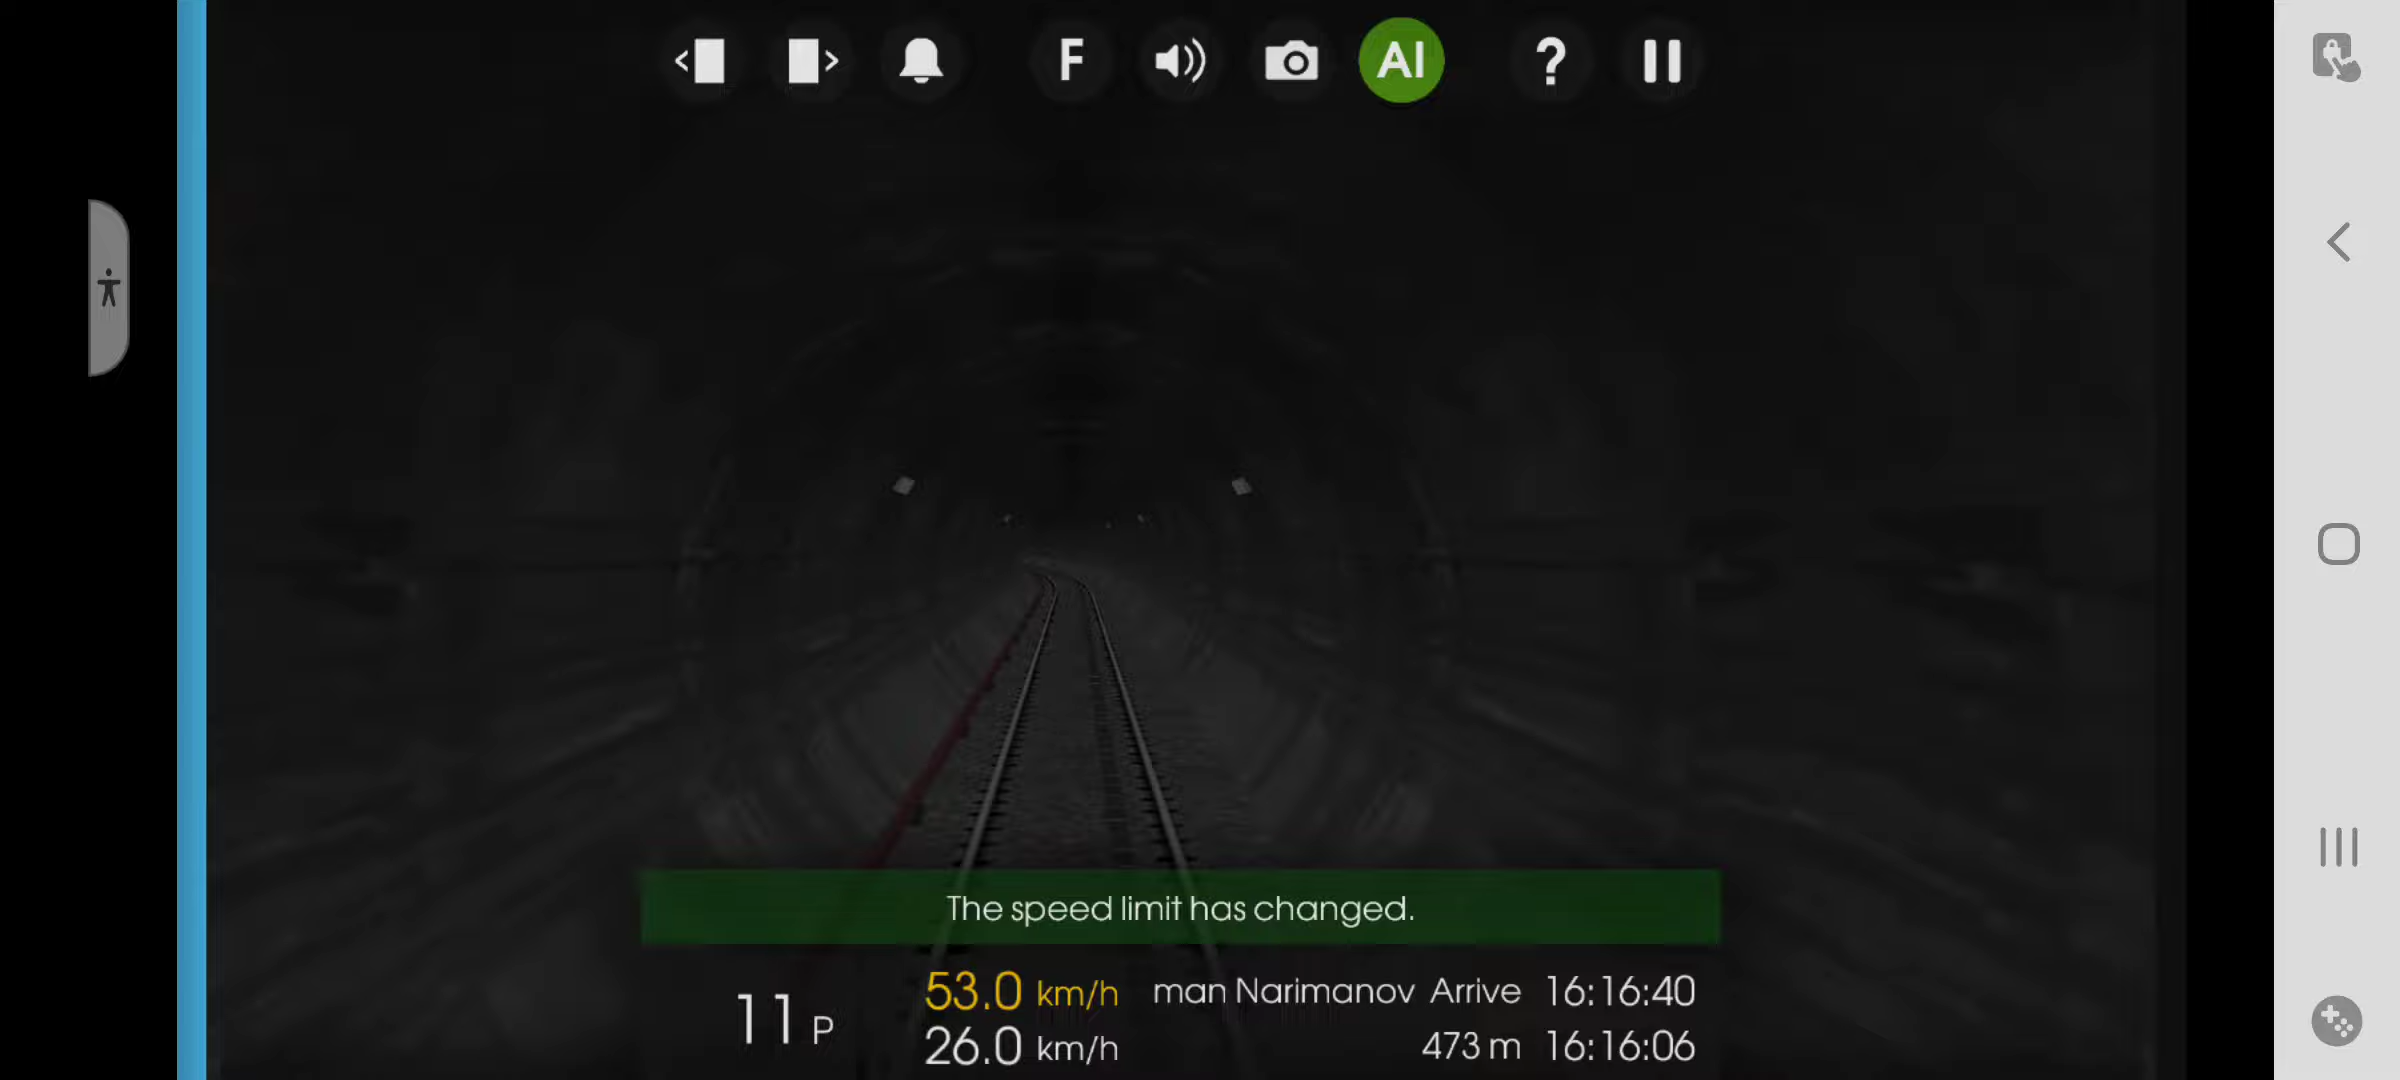 F
AI
?
The speed limit has changed.
11 P
53.0 km/h
26.0 km/h
man Narimanov Arrive 16:16:40
473 m 16:16:06